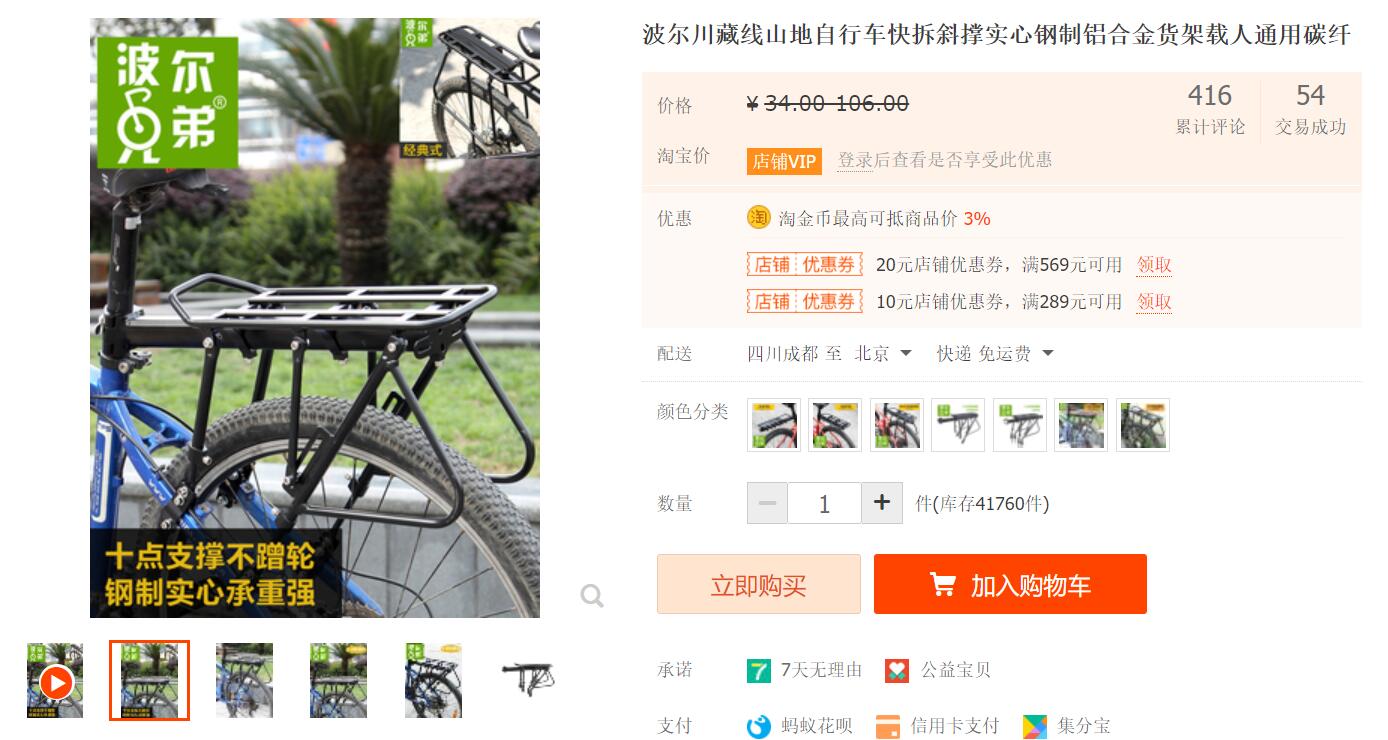 波尔弟
兄
®
经典式
十点支撑不蹭轮
钢制实心承重强
波尔川藏线山地自行车快拆斜撑实心钢制铝合金货架载人通用碳纤
价格 ¥ 34.00-106.00
416 累计评论
54 交易成功
淘宝价 店铺VIP 登录后查看是否享受此优惠
优惠 淘 淘金币最高可抵商品价 3%
店铺 优惠券 20元店铺优惠券，满569元可用 领取
店铺 优惠券 10元店铺优惠券，满289元可用 领取
配送 四川成都 至 北京 快递 免运费
颜色分类
数量 − 1 + 件(库存41760件)
立即购买 加入购物车
承诺 7 7天无理由 公益宝贝
支付 蚂蚁花呗 信用卡支付 集分宝